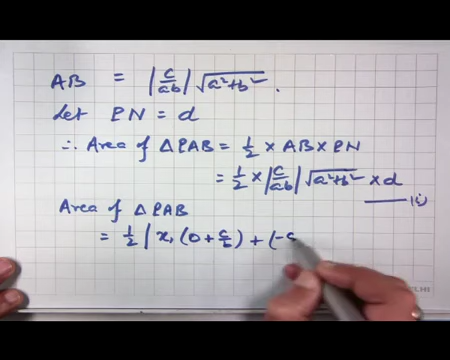 AB = |c/ab| √a²+b².
Let PN = d
∴ Area of ΔPAB = 1/2 × AB × PN
= 1/2 × |c/ab| √a²+b² × d
—— (i)
Area of ΔPAB
= 1/2 | x₁ (0 + c/b) + (-c